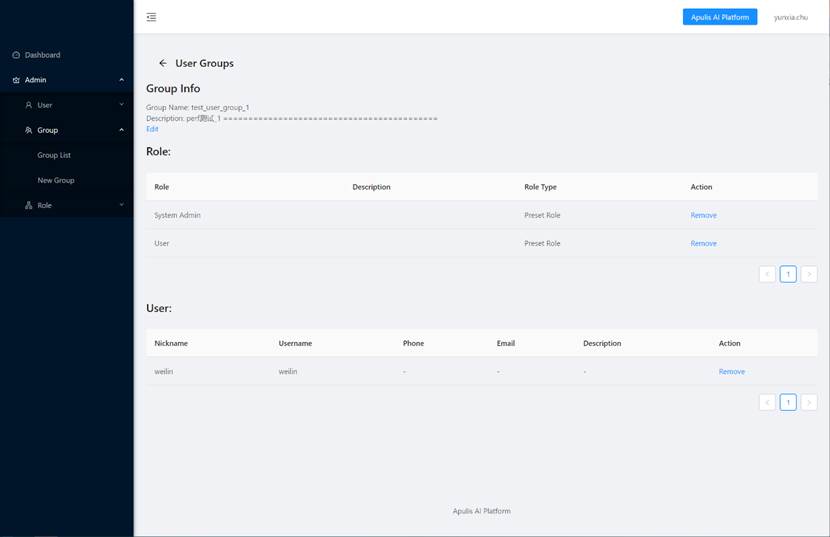 Apulis AI Platform yunxia.chu
Dashboard
Admin
User
Group
Group List
New Group
Role
User Groups
Group Info
Group Name: test_user_group_1
Description: perf测试_1 ===========================================
Edit
Role:
Role Description Role Type Action
System Admin Preset Role Remove
User Preset Role Remove
< 1 >
User:
Nickname Username Phone Email Description Action
weilin weilin - - - Remove
< 1 >
Apulis AI Platform